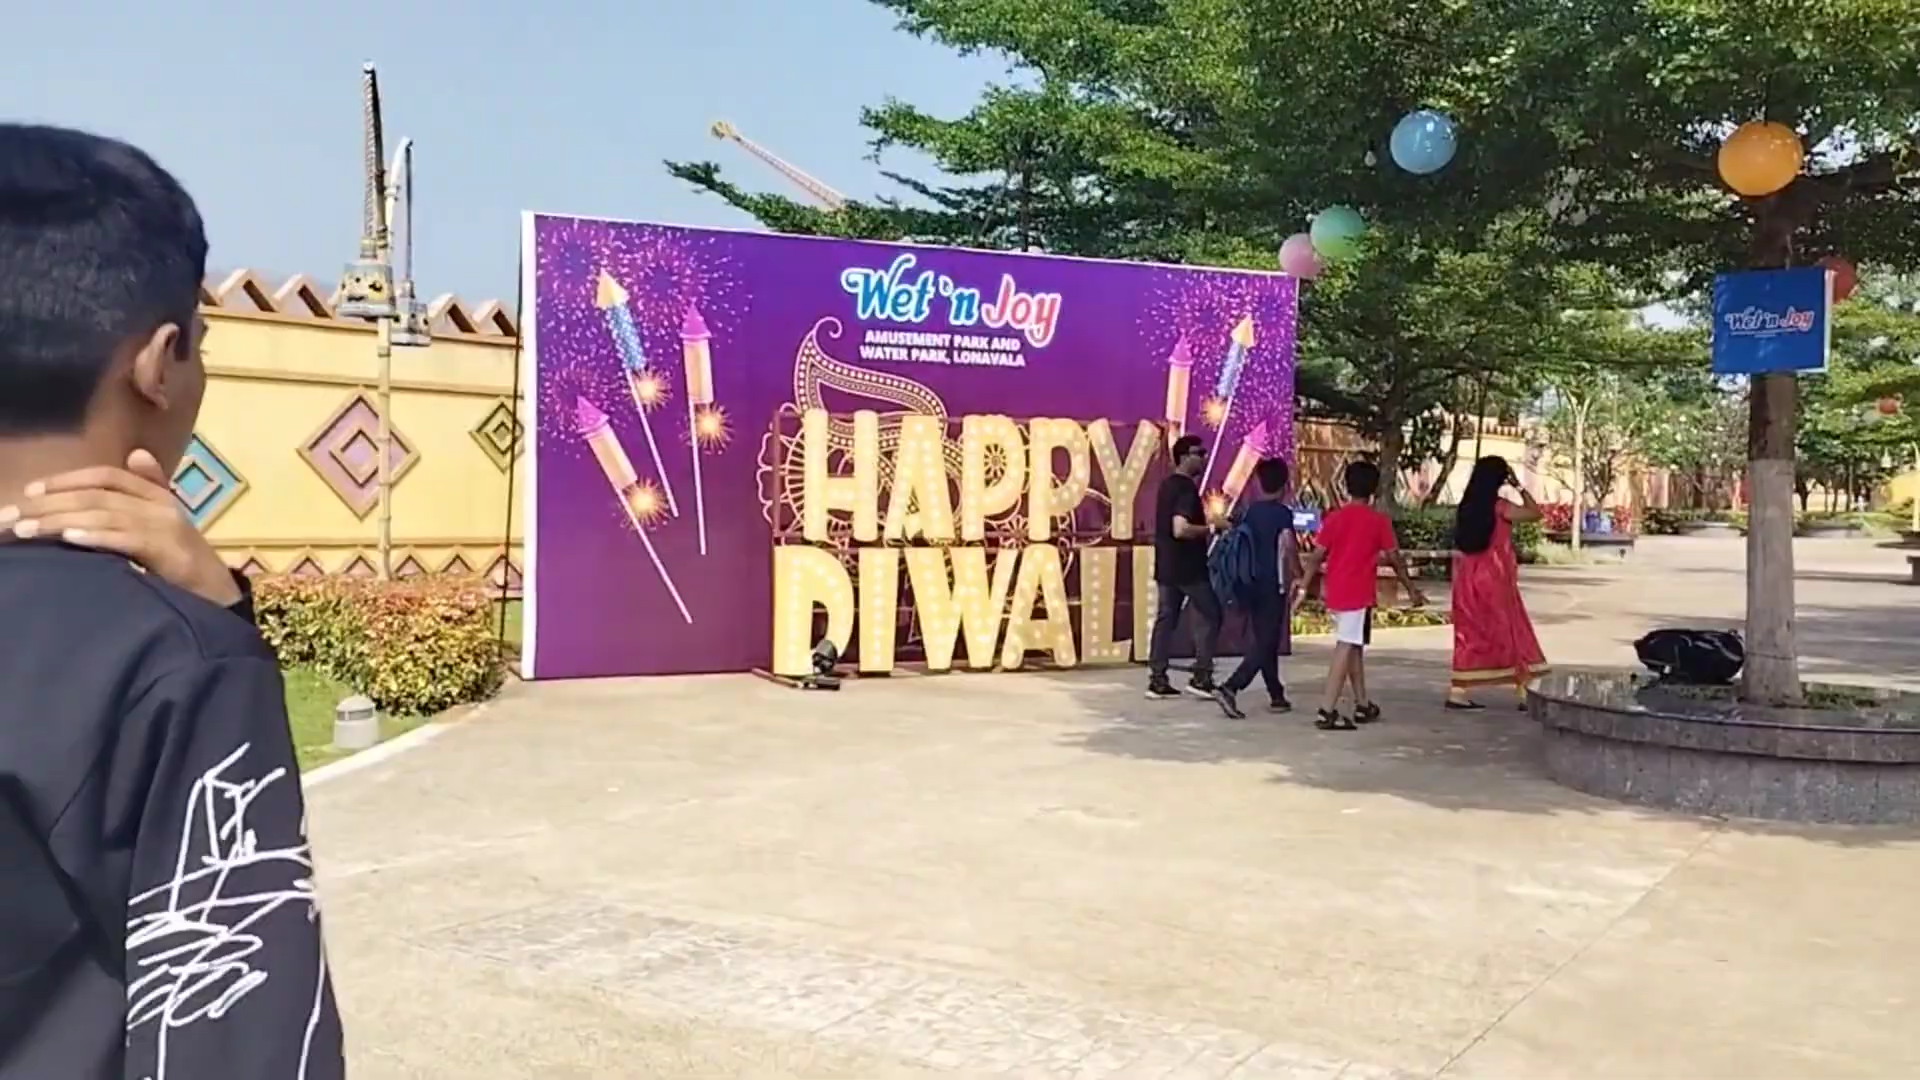 Wet 'n Joy
AMUSEMENT PARK AND
WATER PARK, LONAVALA
HAPPY
DIWALI
Wet 'n Joy